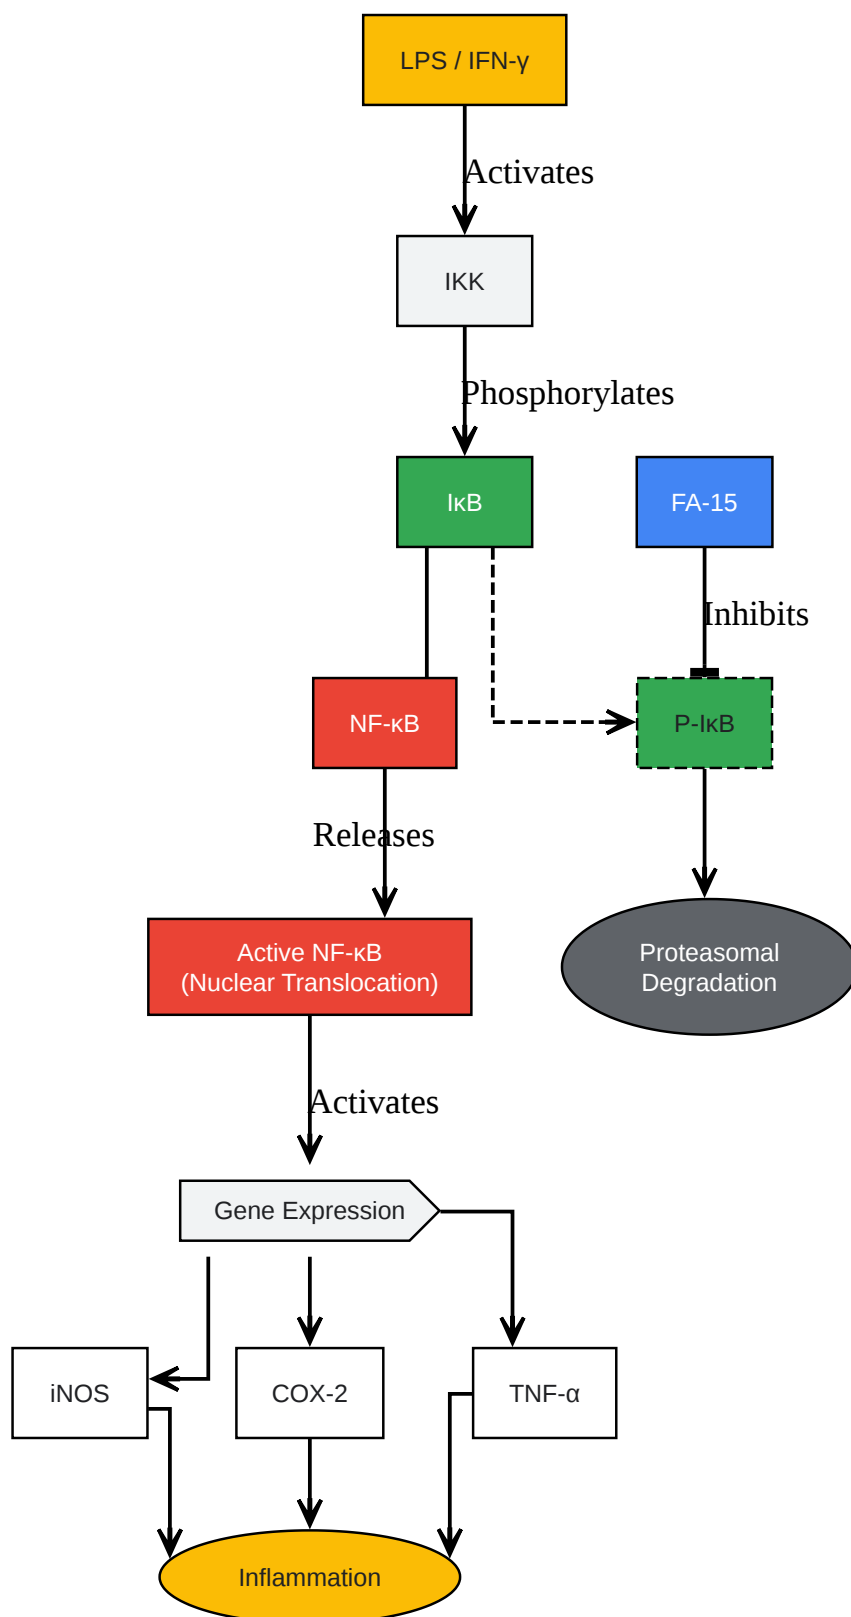 LPS / IFN-γ
Activates
IKK
Phosphorylates
IκB
FA-15
Inhibits
NF-κB
P-IκB
Releases
Active NF-κB
(Nuclear Translocation)
Proteasomal
Degradation
Activates
Gene Expression
iNOS
COX-2
TNF-α
Inflammation